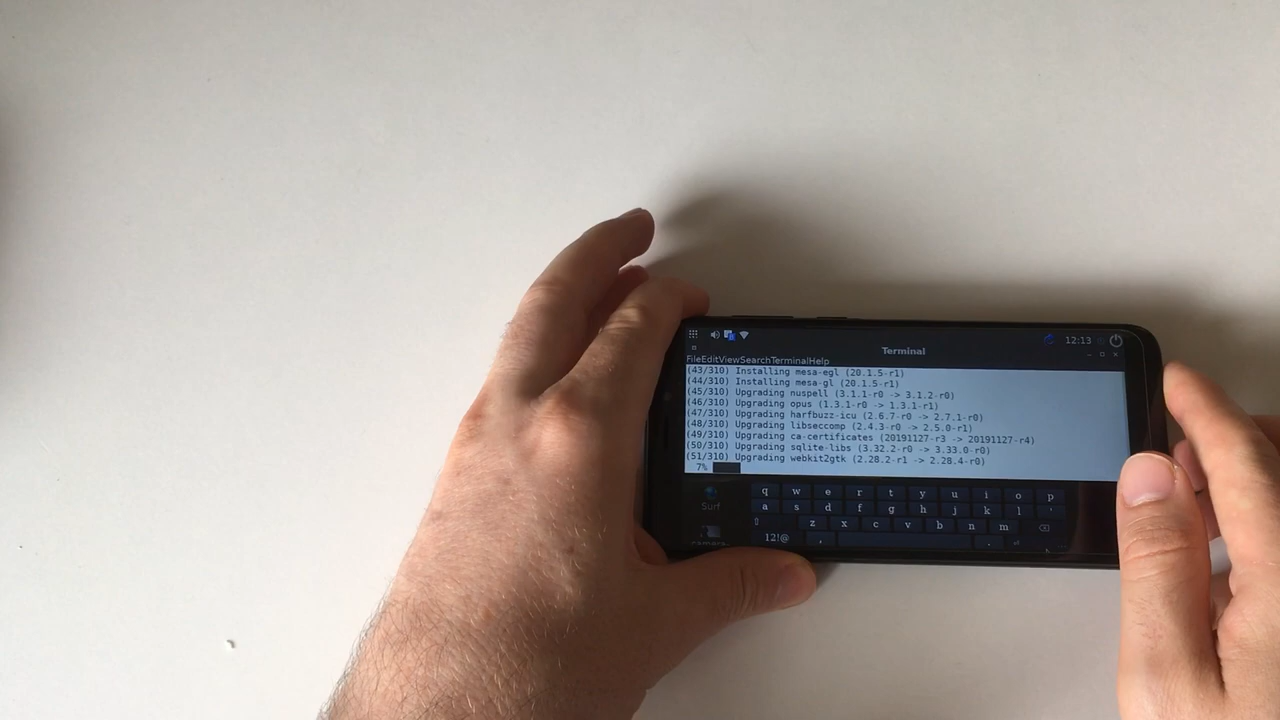 12:13
Terminal
FileEditViewSearchTerminalHelp
(43/310) Installing mesa-egl (20.1.5-r1)
(44/310) Installing mesa-gl (20.1.5-r1)
(45/310) Upgrading nuspell (3.1.1-r0 -> 3.1.2-r0)
(46/310) Upgrading opus (1.3.1-r0 -> 1.3.1-r1)
(47/310) Upgrading harfbuzz-icu (2.6.7-r0 -> 2.7.1-r0)
(48/310) Upgrading libseccomp (2.4.3-r0 -> 2.5.0-r1)
(49/310) Upgrading ca-certificates (20191127-r3 -> 20191127-r4)
(50/310) Upgrading sqlite-libs (3.32.2-r0 -> 3.33.0-r0)
(51/310) Upgrading webkit2gtk (2.28.2-r1 -> 2.28.4-r0)
7%
Surf
q w e r t y u i o p
a s d f g h j k l '
z x c v b n m
12!@ , .